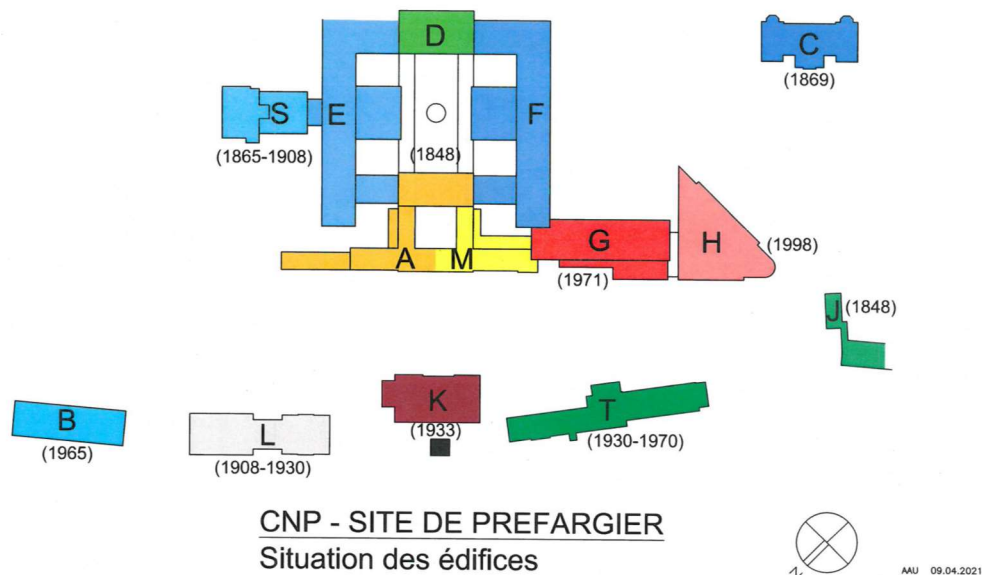 D
C
(1869)
S
E
F
(1865-1908)
(1848)
A
M
G
H
(1998)
(1971)
J
(1848)
B
(1965)
L
(1908-1930)
K
(1933)
T
(1930-1970)
CNP - SITE DE PREFARGIER
Situation des édifices
N
AAU 09.04.2021